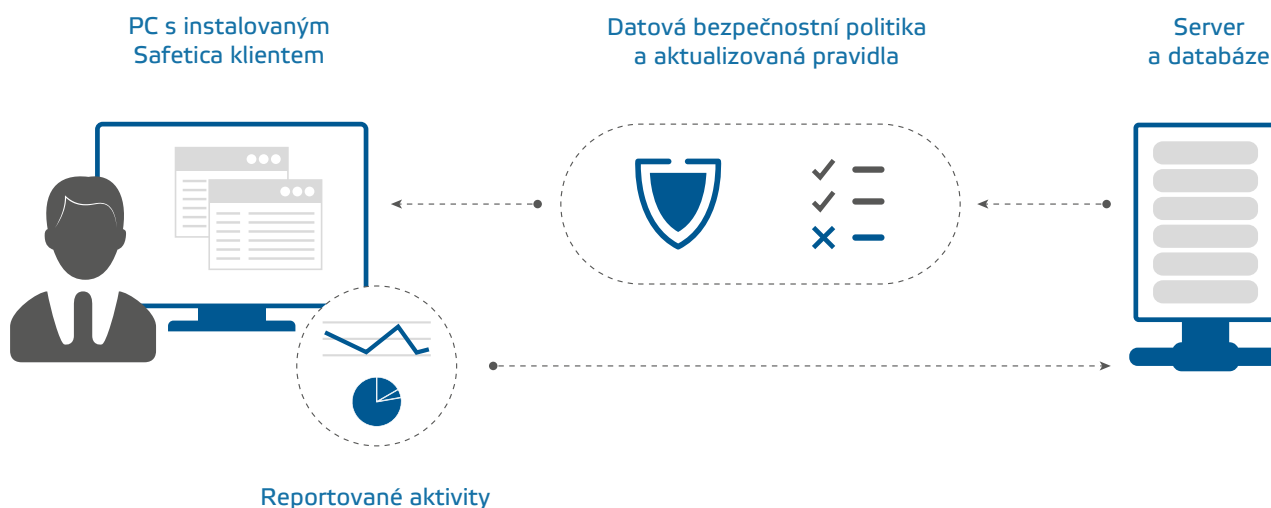 PC s instalovaným
Safetica klientem
Datová bezpečnostní politika
a aktualizovaná pravidla
Server
a databáze
Reportované aktivity